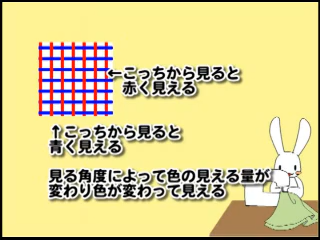 ←こっちから見ると
赤く見える
↑こっちから見ると
青く見える
見る角度によって色の見える量が
変わり色が変わって見える